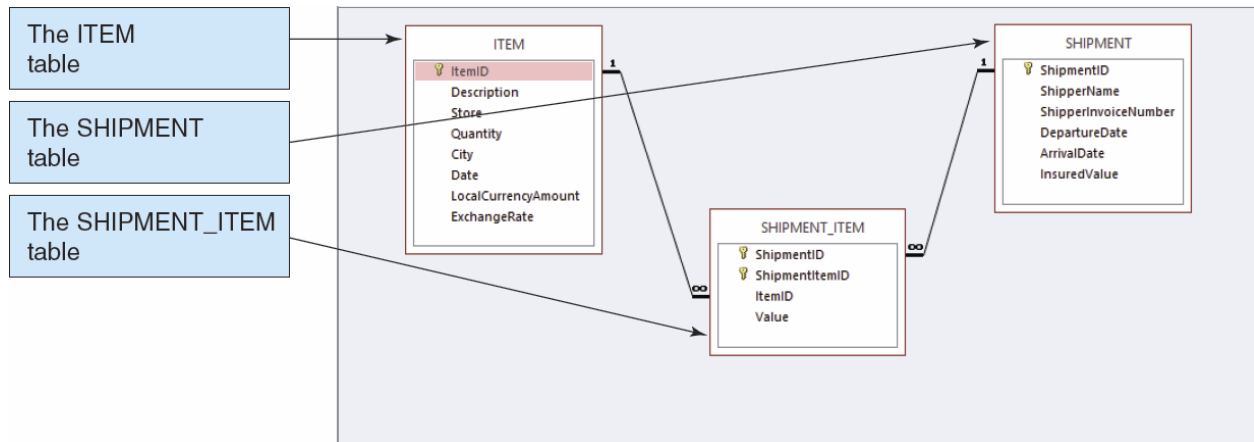 The ITEM
table
The SHIPMENT
table
The SHIPMENT_ITEM
table
ITEM
ItemID
Description
Store
Quantity
City
Date
LocalCurrencyAmount
ExchangeRate
1
∞
SHIPMENT_ITEM
ShipmentID
ShipmentItemID
ItemID
Value
∞
1
SHIPMENT
ShipmentID
ShipperName
ShipperInvoiceNumber
DepartureDate
ArrivalDate
InsuredValue